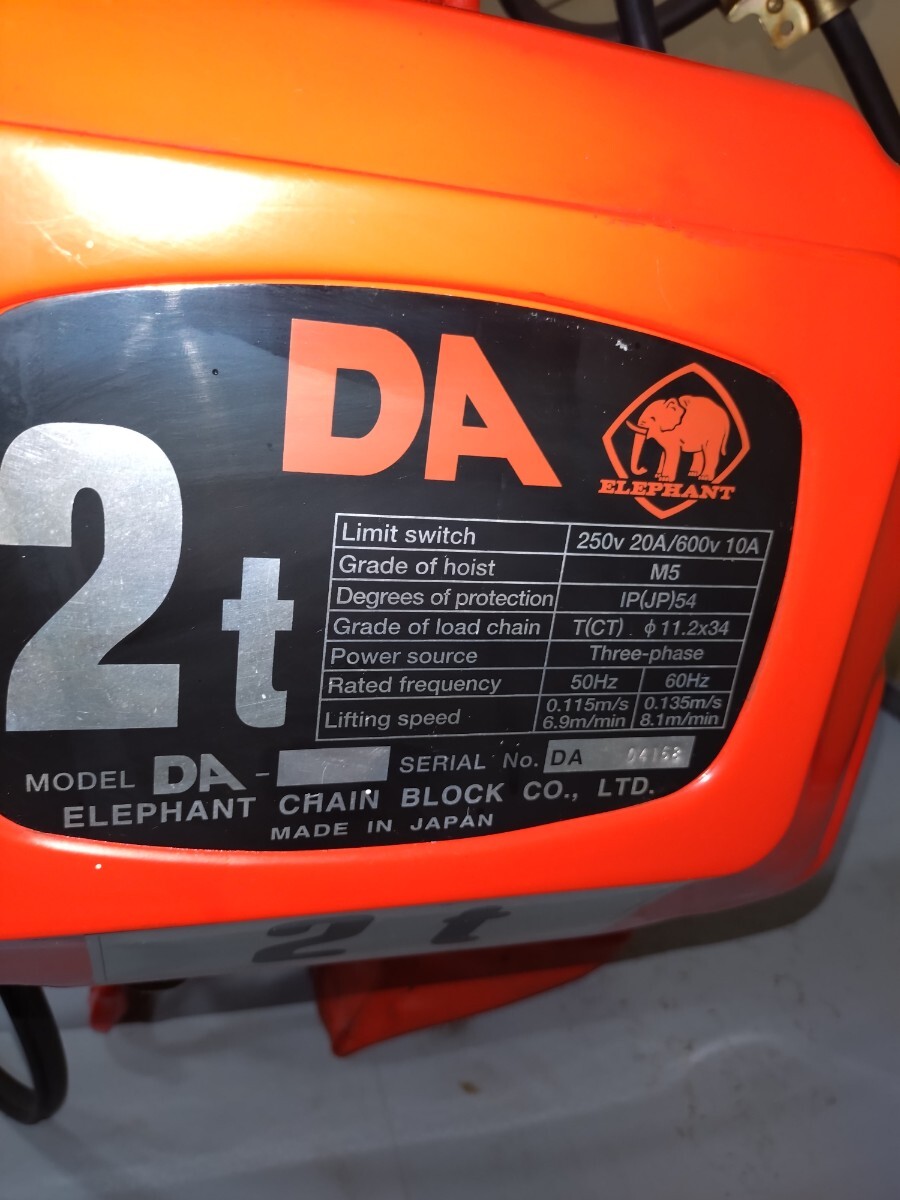 DA
ELEPHANT
2t
Limit switch 250v 20A/600v 10A
Grade of hoist M5
Degrees of protection IP(JP)54
Grade of load chain T(CT) φ11.2x34
Power source Three-phase
Rated frequency 50Hz 60Hz
Lifting speed 0.115m/s 6.9m/min 0.135m/s 8.1m/min
MODEL DA- SERIAL No. DA 04168
ELEPHANT CHAIN BLOCK CO., LTD.
MADE IN JAPAN
2 t